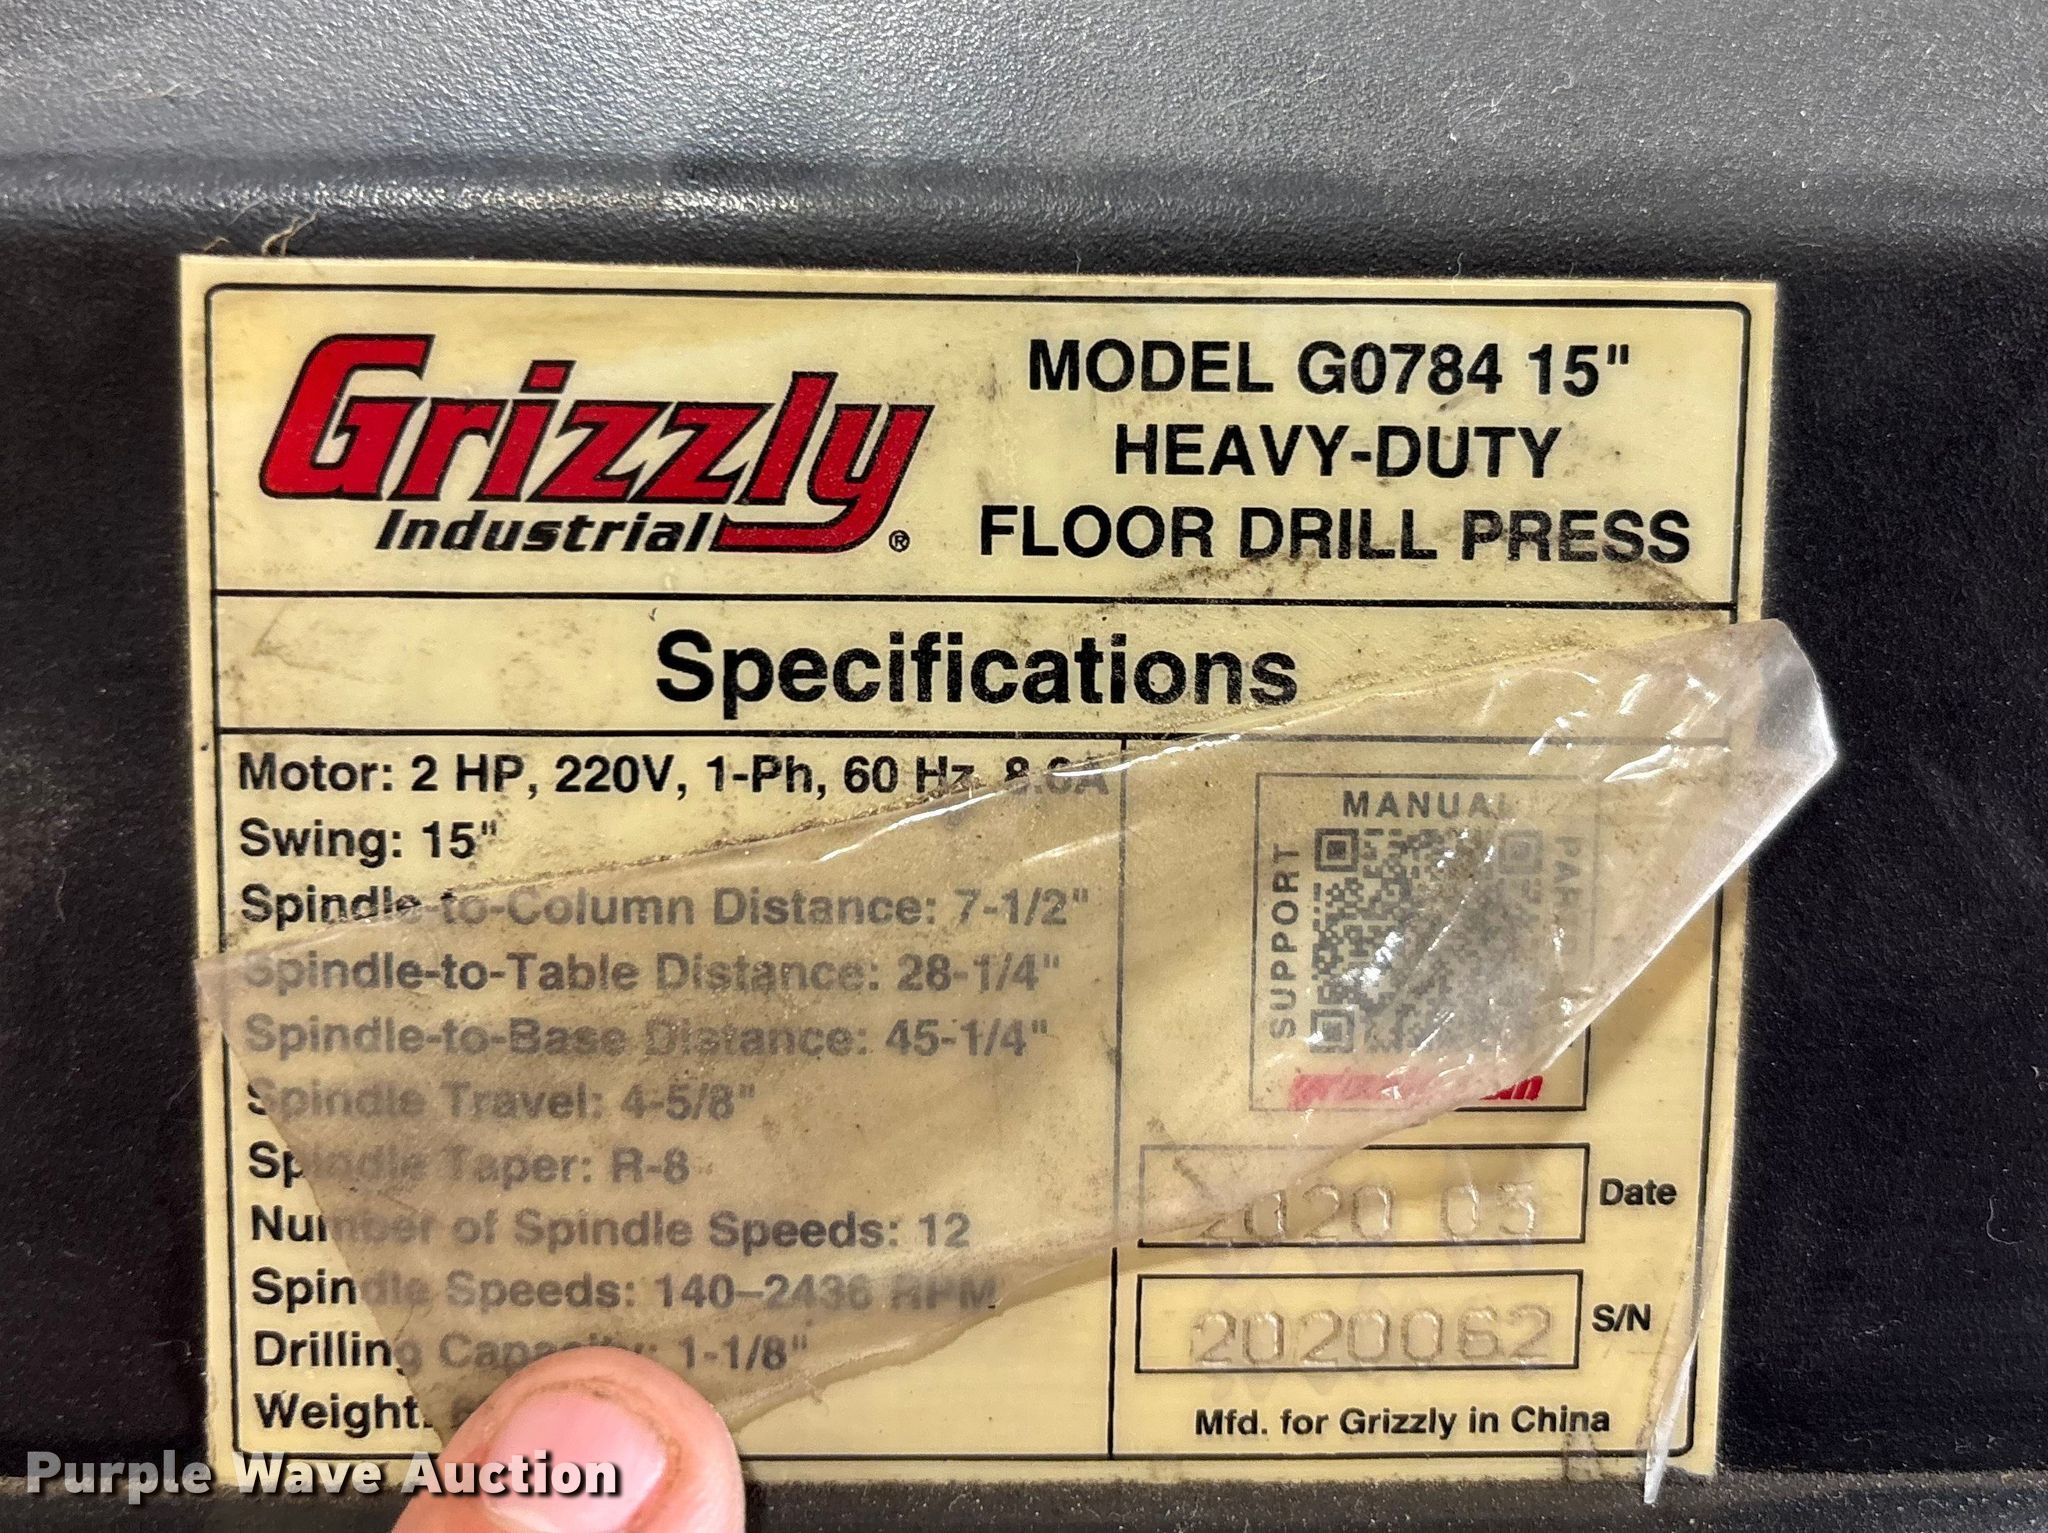 Grizzly
Industrial®
MODEL G0784 15"
HEAVY-DUTY
FLOOR DRILL PRESS
Specifications
Motor: 2 HP, 220V, 1-Ph, 60 Hz, 8.0A
Swing: 15"
Spindle-to-Column Distance: 7-1/2"
Spindle-to-Table Distance: 28-1/4"
Spindle-to-Base Distance: 45-1/4"
Spindle Travel: 4-5/8"
Spindle Taper: R-8
Number of Spindle Speeds: 12
Spindle Speeds: 140–2436 RPM
Drilling Capacity: 1-1/8"
Weight:
MANUAL
SUPPORT
2020 03 Date
2020062 S/N
Mfd. for Grizzly in China
Purple Wave Auction